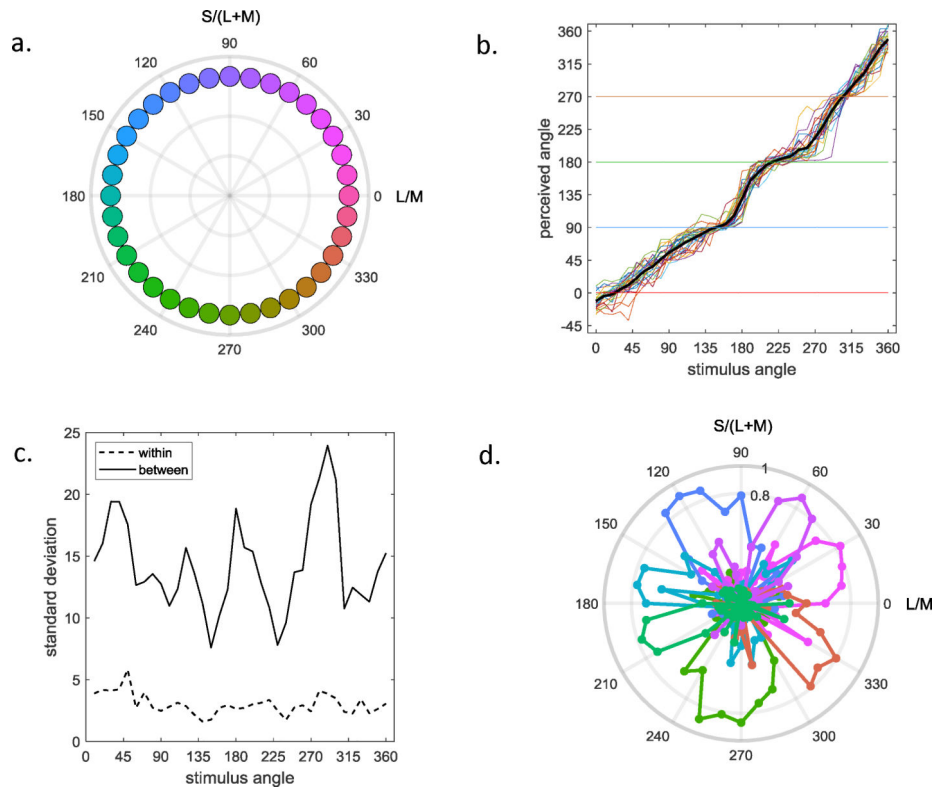 a.
S/(L+M)
90
120
60
150
30
180
0
L/M
210
330
240
300
270
b.
perceived angle
360
315
270
225
180
135
90
45
0
-45
0 45 90 135 180 225 270 315 360
stimulus angle
c.
standard deviation
25
20
15
10
5
0
within
between
0 45 90 135 180 225 270 315 360
stimulus angle
d.
S/(L+M)
90
1
0.8
120
60
150
30
180
0
L/M
210
330
240
300
270